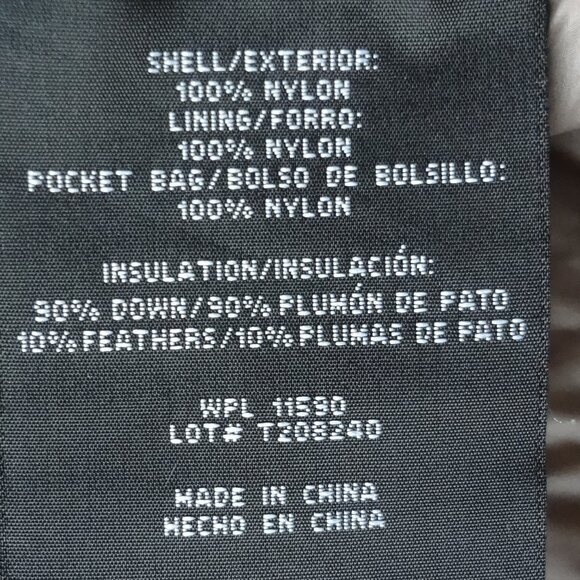 SHELL/EXTERIOR:
100% NYLON
LINING/FORRO:
100% NYLON
POCKET BAG/BOLSO DE BOLSILLO:
100% NYLON
INSULATION/INSULACIÓN:
90% DOWN/90% PLUMÓN DE PATO
10% FEATHERS/10% PLUMAS DE PATO
WPL 11590
LOT# T208240
MADE IN CHINA
HECHO EN CHINA